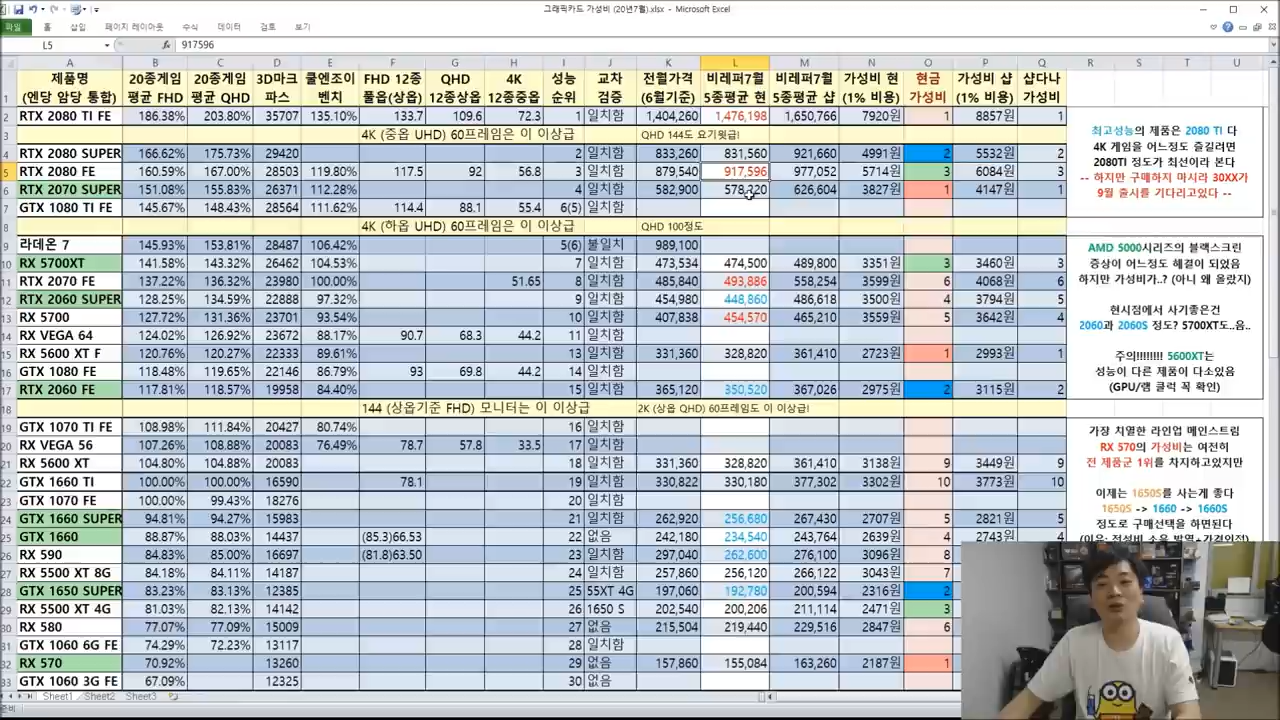 그래픽카드 가성비 (20년7월).xlsx - Microsoft Excel
파일 홈 삽입 페이지 레이아웃 수식 데이터 검토 보기
L5 fx 917596
A B C D E F G H I J K L M N O P Q R S T U
1 제품명 (엔당 암당 통합) 20종게임 평균 FHD 20종게임 평균 QHD 3D마크 파스 쿨엔조이 벤치 FHD 12종 풀옵(상옵) QHD 12종상옵 4K 12종중옵 성능 순위 교차 검증 전월가격 (6월기준) 비레퍼7월 5종평균 현 비레퍼7월 5종평균 샵 가성비 현 (1% 비용) 현금 가성비 가성비 샵 (1% 비용) 샵다나 가성비
2 RTX 2080 TI FE 186.38% 203.80% 35707 135.10% 133.7 109.6 72.3 1 일치함 1,404,260 1,476,198 1,650,766 7920원 1 8857원 1
3 4K (중옵 UHD) 60프레임은 이 이상급 QHD 144도 요기윗급!
4 RTX 2080 SUPER 166.62% 175.73% 29420 2 일치함 833,260 831,560 921,660 4991원 2 5532원 2
5 RTX 2080 FE 160.59% 167.00% 28503 119.80% 117.5 92 56.8 3 일치함 879,540 917,596 977,052 5714원 3 6084원 3
6 RTX 2070 SUPER 151.08% 155.83% 26371 112.28% 4 일치함 582,900 578,220 626,604 3827원 1 4147원 1
7 GTX 1080 TI FE 145.67% 148.43% 28564 111.62% 114.4 88.1 55.4 6(5) 일치함
8 4K (하옵 UHD) 60프레임은 이 이상급 QHD 100정도
9 라데온 7 145.93% 153.81% 28487 106.42% 5(6) 불일치 989,100
10 RX 5700XT 141.58% 143.32% 26462 104.53% 7 일치함 473,534 474,500 489,800 3351원 3 3460원 3
11 RTX 2070 FE 137.22% 136.32% 23980 100.00% 51.65 8 일치함 485,840 493,886 558,254 3599원 6 4068원 6
12 RTX 2060 SUPER 128.25% 134.59% 22888 97.32% 9 일치함 454,980 448,860 486,618 3500원 4 3794원 5
13 RX 5700 127.72% 131.36% 23701 93.54% 10 일치함 407,838 454,570 465,210 3559원 5 3642원 4
14 RX VEGA 64 124.02% 126.92% 23672 88.17% 90.7 68.3 44.2 11 일치함
15 RX 5600 XT F 120.76% 120.27% 22333 89.61% 13 일치함 331,360 328,820 361,410 2723원 1 2993원 1
16 GTX 1080 FE 118.48% 119.65% 22146 86.79% 93 69.8 44.2 14 일치함
17 RTX 2060 FE 117.81% 118.57% 19958 84.40% 15 일치함 365,120 350,520 367,026 2975원 2 3115원 2
18 144 (상옵기준 FHD) 모니터는 이 이상급 2K (상옵 QHD) 60프레임도 이 이상급!
19 GTX 1070 TI FE 108.98% 111.84% 20427 80.74% 16 일치함
20 RX VEGA 56 107.26% 108.88% 20083 76.49% 78.7 57.8 33.5 17 일치함
21 RX 5600 XT 104.80% 104.88% 20083 18 일치함 331,360 328,820 361,410 3138원 9 3449원 9
22 GTX 1660 TI 100.00% 100.00% 16590 78.1 19 일치함 330,822 330,180 377,318 3302원 10 3773원 10
23 GTX 1070 FE 100.00% 99.43% 18276 20 일치함
24 GTX 1660 SUPER 94.81% 94.27% 15983 21 일치함 262,920 256,680 267,430 2707원 5 2821원 5
25 GTX 1660 88.87% 88.03% 14437 (85.3)66.53 22 없음 242,180 234,540 243,764 2639원 4 2743원 4
26 RX 590 84.83% 85.00% 16697 (81.8)63.50 23 일치함 297,040 262,600 276,100 3096원 8
27 RX 5500 XT 8G 84.18% 84.11% 14187 24 일치함 257,860 256,120 266,122 3043원 7
28 GTX 1650 SUPER 83.23% 83.13% 12385 25 55XT 4G 197,060 192,780 200,594 2316원 2
29 RX 5500 XT 4G 81.03% 82.13% 14142 26 1650 S 202,540 200,206 211,114 2471원 3
30 RX 580 77.07% 77.09% 15009 27 없음 215,504 219,440 229,516 2847원 6
31 GTX 1060 6G FE 74.29% 72.23% 13117 28 일치함
32 RX 570 70.92% 13260 29 없음 157,860 155,084 163,260 2187원 1
33 GTX 1060 3G FE 67.09% 12325 30 없음
최고성능의 제품은 2080 TI 다
4K 게임을 어느정도 즐길려면
2080TI 정도가 최선이라 본다
-- 하지만 구매하지 마시라 30XX가
9월 출시를 기다리고있다 --
AMD 5000시리즈의 블랙스크린
증상이 어느정도 해결이 되었음
하지만 가성비가..? (아니 왜 올랐지)
현시점에서 사기좋은건
2060과 2060S 정도? 5700XT도..음..
주의!!!!!!!! 5600XT는
성능이 다른 제품이 다소있음
(GPU/램 클럭 꼭 확인)
가장 치열한 라인업 메인스트림
RX 570의 가성비는 여전히
전 제품군 1위를 차지하고있지만
이제는 1650S를 사는게 좋다
1650S -> 1660 -> 1660S
정도로 구매선택을 하면된다
Sheet1 Sheet2 Sheet3
준비